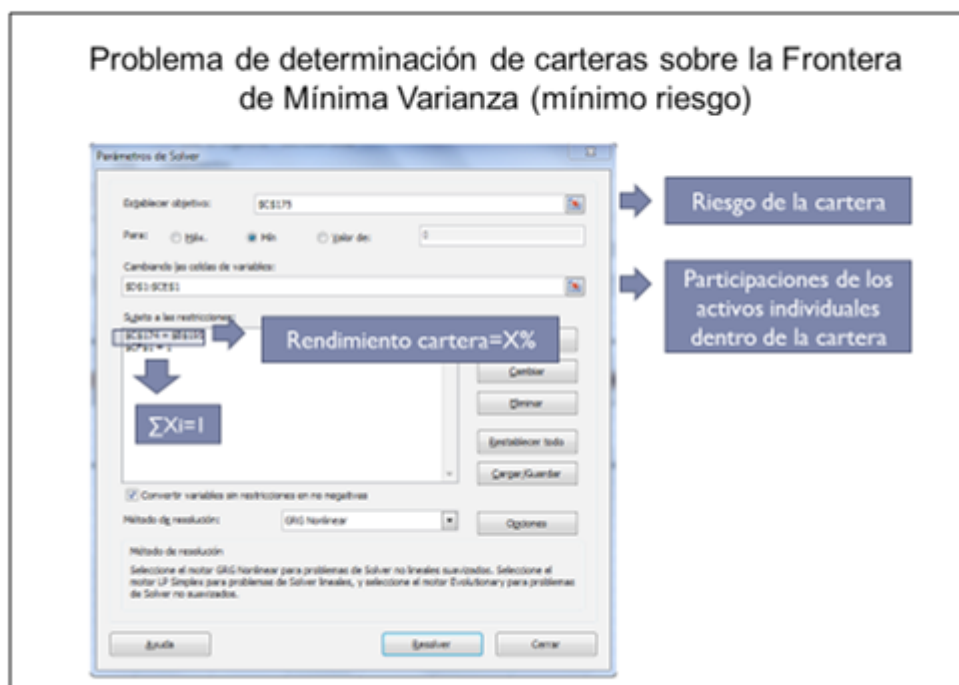 Problema de determinación de carteras sobre la Frontera
de Mínima Varianza (mínimo riesgo)
Parámetros de Solver
Establecer objetivo:
Riesgo de la cartera
Para:
Máx.
Mín
Valor de:
0
Cambiando las celdas de variables:
Participaciones de los
activos individuales
dentro de la cartera
Sujeto a las restricciones:
Rendimiento cartera=X%
∑Xi=1
Cambiar
Eliminar
Restablecer todo
Cargar/Guardar
Convertir variables sin restricciones en no negativas
Método de resolución:
GRG Nonlinear
Opciones
Método de resolución
Seleccione el motor GRG Nonlinear para problemas de Solver no lineales suavizados. Seleccione el
motor LP Simplex para problemas de Solver lineales, y seleccione el motor Evolutionary para problemas
de Solver no suavizados.
Ayuda
Resolver
Cerrar